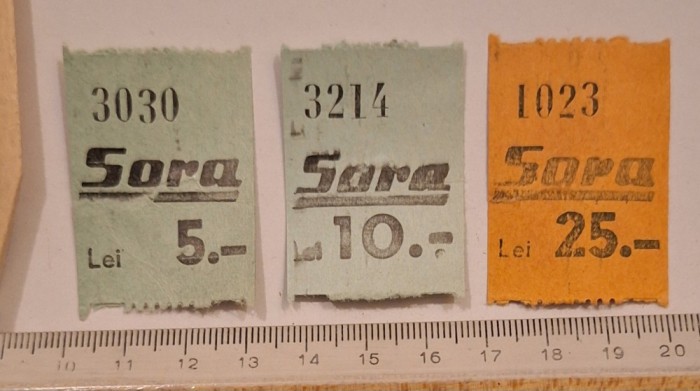 3030
Sora
Lei 5.-
3214
Sora
Lei 10.-
1023
Sora
Lei 25.-
10 11 12 13 14 15 16 17 18 19 20